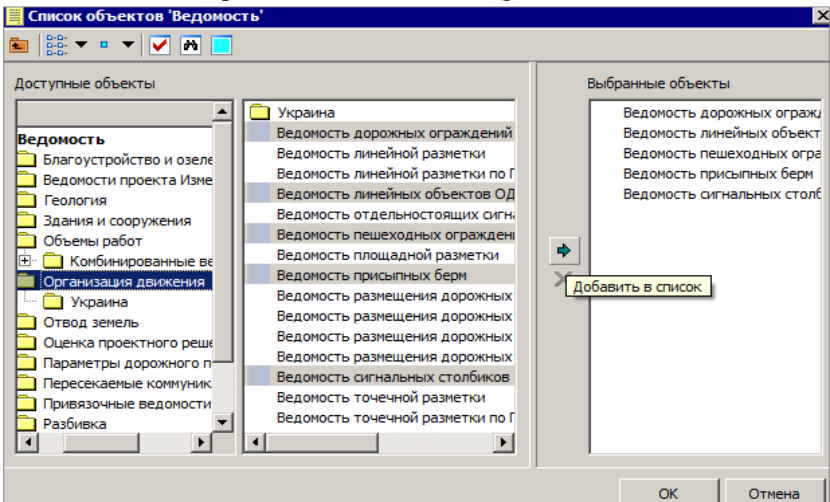 Список объектов 'Ведомость'
Доступные объекты
Ведомость
Благоустройство и озеле
Ведомости проекта Изме
Геология
Здания и сооружения
Объемы работ
Комбинированные ве
Организация движения
Украина
Отвод земель
Оценка проектного реше
Параметры дорожного п
Пересекаемые коммуник
Привязочные ведомости
Разбивка
Украина
Ведомость дорожных ограждений
Ведомость линейной разметки
Ведомость линейной разметки по Г
Ведомость линейных объектов ОД
Ведомость отдельностоящих сигна
Ведомость пешеходных ограждени
Ведомость площадной разметки
Ведомость присыпных берм
Ведомость размещения дорожных
Ведомость размещения дорожных
Ведомость размещения дорожных
Ведомость размещения дорожных
Ведомость сигнальных столбиков
Ведомость точечной разметки
Ведомость точечной разметки по Г
Добавить в список
Выбранные объекты
Ведомость дорожных огражд
Ведомость линейных объект
Ведомость пешеходных огра
Ведомость присыпных берм
Ведомость сигнальных столб
OK
Отмена